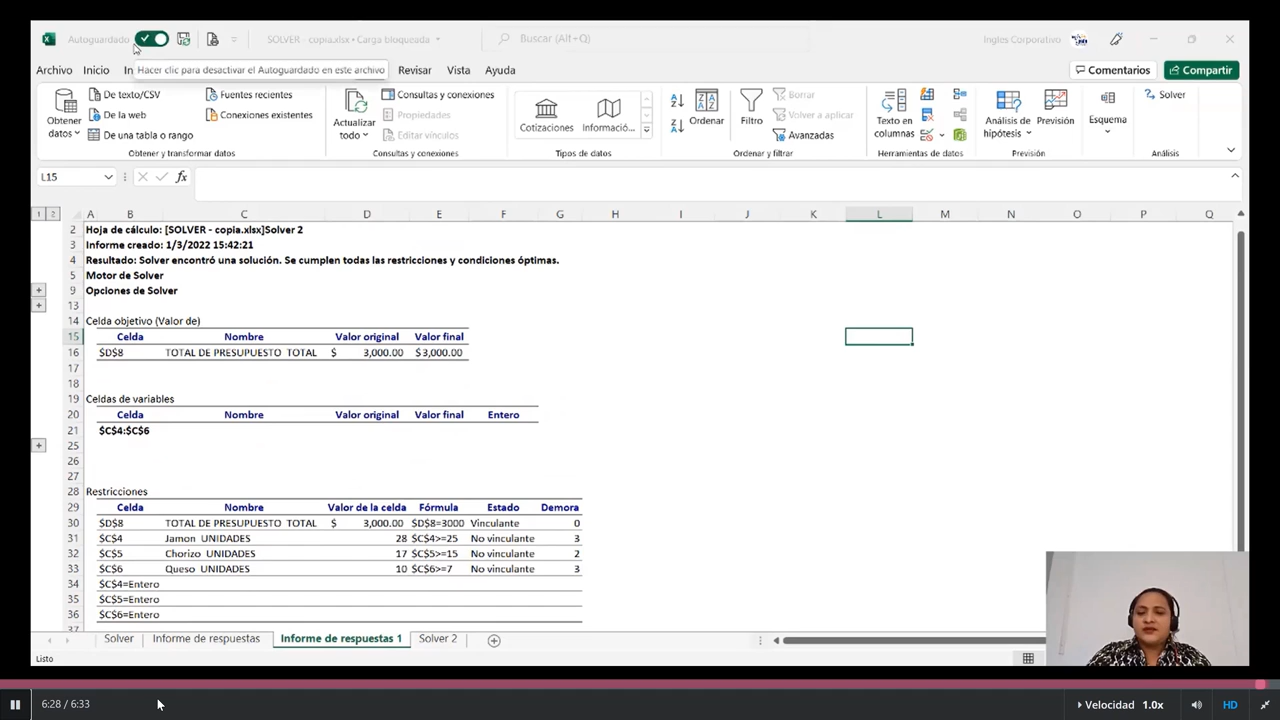 Autoguardado SOLVER - copia.xlsx • Carga bloqueada Buscar (Alt+Q) Ingles Corporativo
Archivo Inicio In Hacer clic para desactivar el Autoguardado en este archivo Revisar Vista Ayuda Comentarios Compartir
Obtener datos
De texto/CSV
De la web
De una tabla o rango
Fuentes recientes
Conexiones existentes
Obtener y transformar datos
Actualizar todo
Consultas y conexiones
Propiedades
Editar vínculos
Consultas y conexiones
Cotizaciones Informació...
Tipos de datos
Ordenar
Filtro
Borrar
Volver a aplicar
Avanzadas
Ordenar y filtrar
Texto en columnas
Herramientas de datos
Análisis de hipótesis
Previsión
Previsión
Esquema
Solver
Análisis
L15 fx
1 2 A B C D E F G H I J K L M N O P Q
2 Hoja de cálculo: [SOLVER - copia.xlsx]Solver 2
3 Informe creado: 1/3/2022 15:42:21
4 Resultado: Solver encontró una solución. Se cumplen todas las restricciones y condiciones óptimas.
5 Motor de Solver
9 Opciones de Solver
13
14 Celda objetivo (Valor de)
15 Celda Nombre Valor original Valor final
16 $D$8 TOTAL DE PRESUPUESTO TOTAL $ 3,000.00 $ 3,000.00
17
18
19 Celdas de variables
20 Celda Nombre Valor original Valor final Entero
21 $C$4:$C$6
25
26
27
28 Restricciones
29 Celda Nombre Valor de la celda Fórmula Estado Demora
30 $D$8 TOTAL DE PRESUPUESTO TOTAL $ 3,000.00 $D$8=3000 Vinculante 0
31 $C$4 Jamon UNIDADES 28 $C$4>=25 No vinculante 3
32 $C$5 Chorizo UNIDADES 17 $C$5>=15 No vinculante 2
33 $C$6 Queso UNIDADES 10 $C$6>=7 No vinculante 3
34 $C$4=Entero
35 $C$5=Entero
36 $C$6=Entero
37
Solver Informe de respuestas Informe de respuestas 1 Solver 2
Listo
6:28 / 6:33 Velocidad 1.0x HD